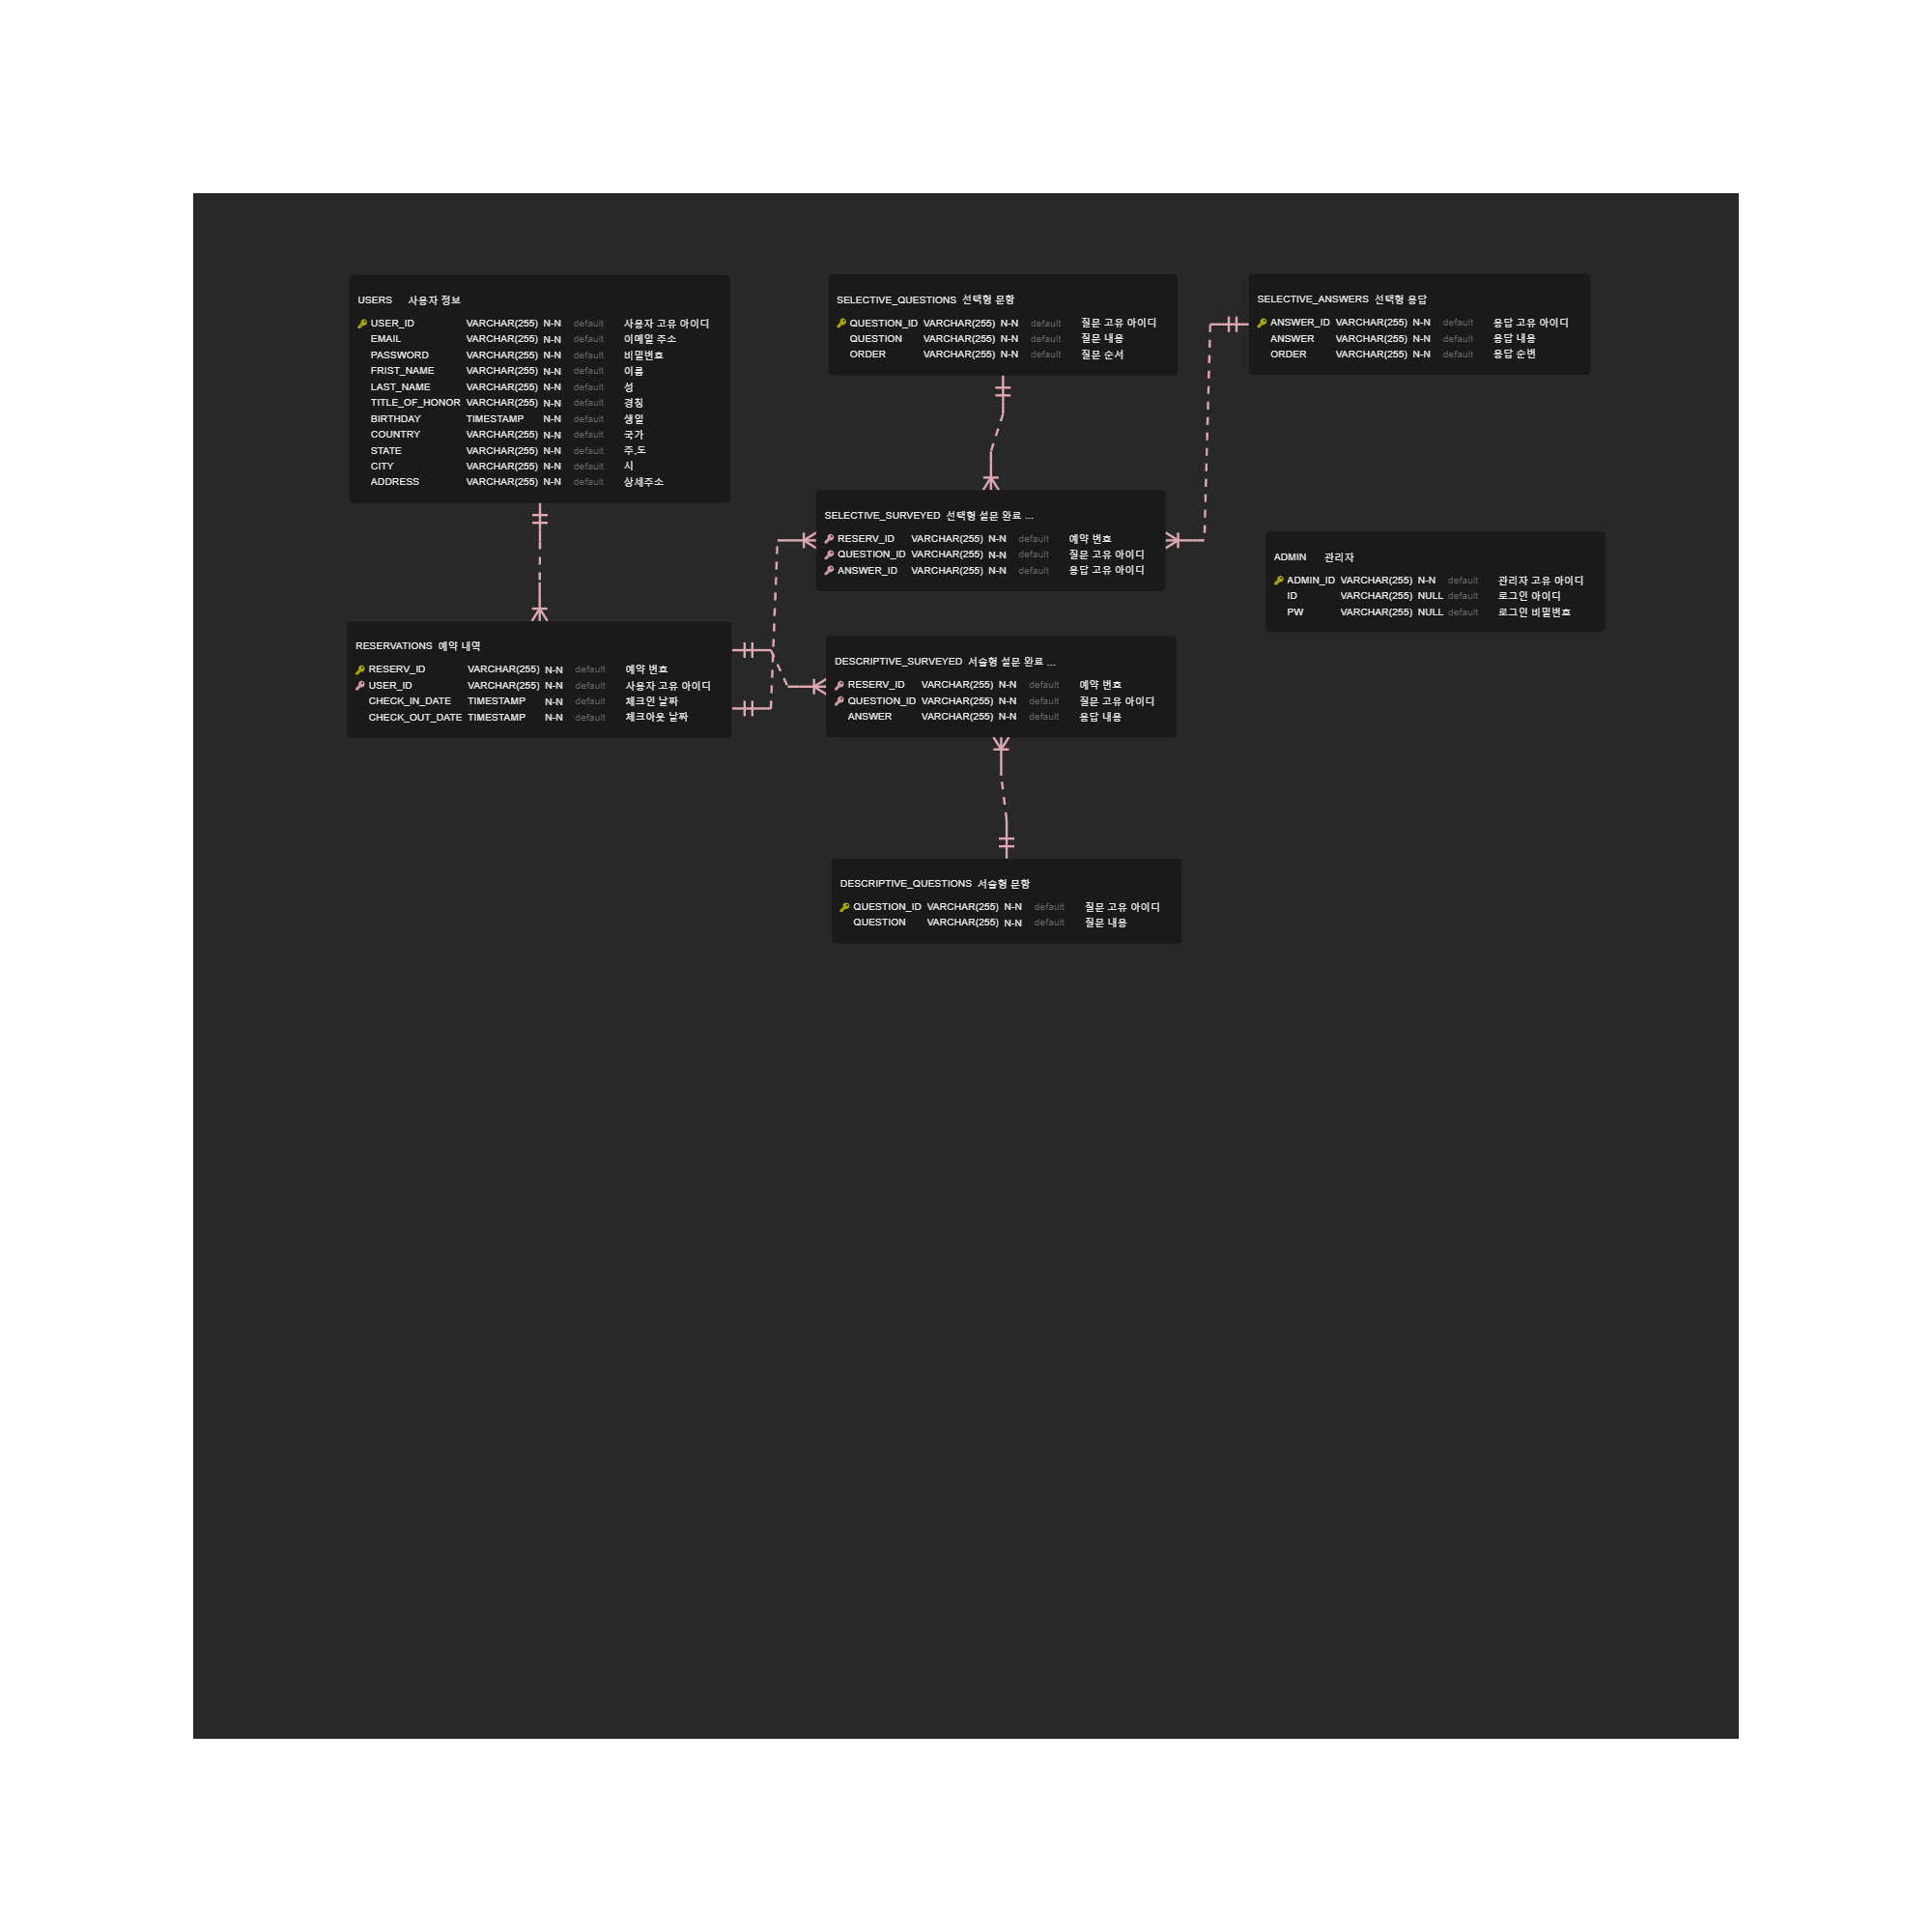 USERS 사용자 정보
USER_ID VARCHAR(255) N-N default 사용자 고유 아이디
EMAIL VARCHAR(255) N-N default 이메일 주소
PASSWORD VARCHAR(255) N-N default 비밀번호
FRIST_NAME VARCHAR(255) N-N default 이름
LAST_NAME VARCHAR(255) N-N default 성
TITLE_OF_HONOR VARCHAR(255) N-N default 경칭
BIRTHDAY TIMESTAMP N-N default 생일
COUNTRY VARCHAR(255) N-N default 국가
STATE VARCHAR(255) N-N default 주,도
CITY VARCHAR(255) N-N default 시
ADDRESS VARCHAR(255) N-N default 상세주소
SELECTIVE_QUESTIONS 선택형 문항
QUESTION_ID VARCHAR(255) N-N default 질문 고유 아이디
QUESTION VARCHAR(255) N-N default 질문 내용
ORDER VARCHAR(255) N-N default 질문 순서
SELECTIVE_ANSWERS 선택형 응답
ANSWER_ID VARCHAR(255) N-N default 응답 고유 아이디
ANSWER VARCHAR(255) N-N default 응답 내용
ORDER VARCHAR(255) N-N default 응답 순번
SELECTIVE_SURVEYED 선택형 설문 완료 ...
RESERV_ID VARCHAR(255) N-N default 예약 번호
QUESTION_ID VARCHAR(255) N-N default 질문 고유 아이디
ANSWER_ID VARCHAR(255) N-N default 응답 고유 아이디
ADMIN 관리자
ADMIN_ID VARCHAR(255) N-N default 관리자 고유 아이디
ID VARCHAR(255) NULL default 로그인 아이디
PW VARCHAR(255) NULL default 로그인 비밀번호
RESERVATIONS 예약 내역
RESERV_ID VARCHAR(255) N-N default 예약 번호
USER_ID VARCHAR(255) N-N default 사용자 고유 아이디
CHECK_IN_DATE TIMESTAMP N-N default 체크인 날짜
CHECK_OUT_DATE TIMESTAMP N-N default 체크아웃 날짜
DESCRIPTIVE_SURVEYED 서술형 설문 완료 ...
RESERV_ID VARCHAR(255) N-N default 예약 번호
QUESTION_ID VARCHAR(255) N-N default 질문 고유 아이디
ANSWER VARCHAR(255) N-N default 응답 내용
DESCRIPTIVE_QUESTIONS 서술형 문항
QUESTION_ID VARCHAR(255) N-N default 질문 고유 아이디
QUESTION VARCHAR(255) N-N default 질문 내용